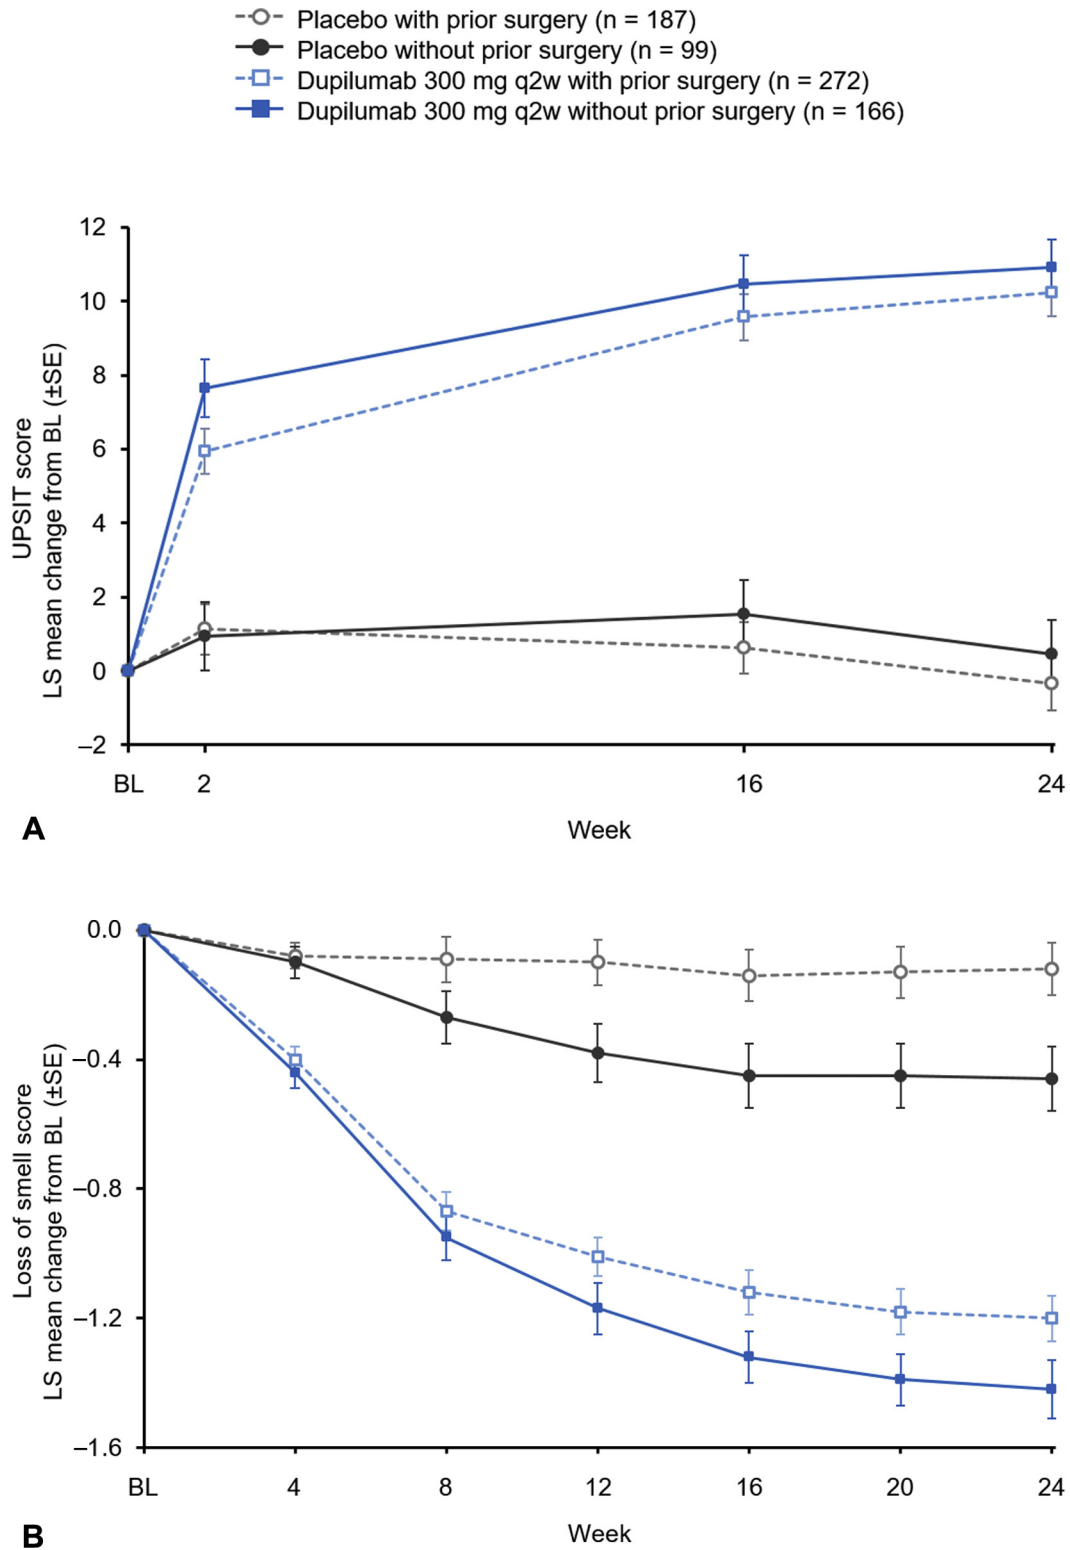 Placebo with prior surgery (n = 187)
Placebo without prior surgery (n = 99)
Dupilumab 300 mg q2w with prior surgery (n = 272)
Dupilumab 300 mg q2w without prior surgery (n = 166)
UPSIT score
LS mean change from BL (±SE)
12
10
8
6
4
2
0
–2
BL 2 16 24
Week
A
Loss of smell score
LS mean change from BL (±SE)
0.0
–0.4
–0.8
–1.2
–1.6
BL 4 8 12 16 20 24
Week
B